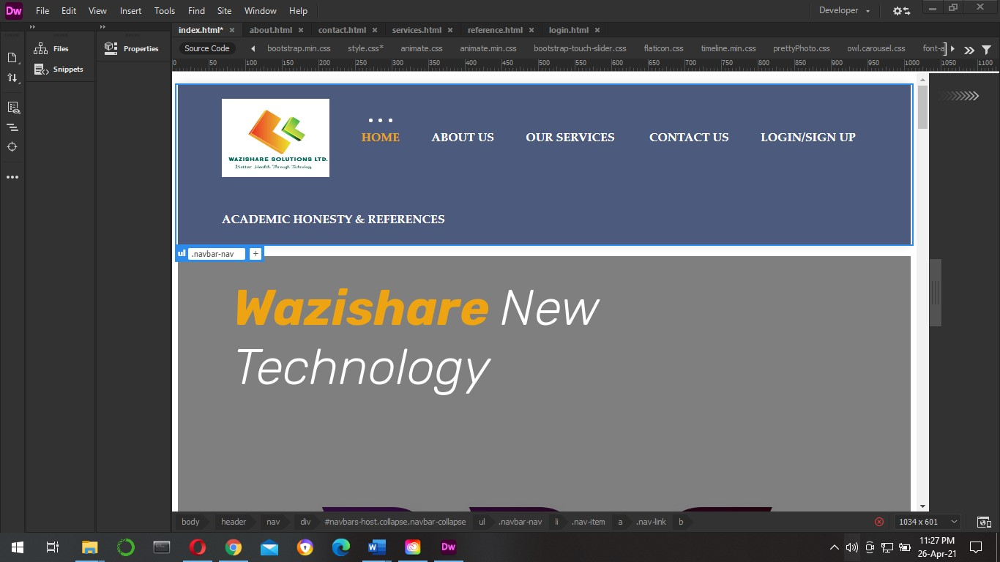 Dw File Edit View Insert Tools Find Site Window Help Developer
index.html* about.html contact.html services.html reference.html login.html
Files
Properties
Snippets
Source Code bootstrap.min.css style.css* animate.css animate.min.css bootstrap-touch-slider.css flaticon.css timeline.min.css prettyPhoto.css owl.carousel.css font-a
0 50 100 150 200 250 300 350 400 450 500 550 600 650 700 750 800 850 900 950 1000 1050 1100
HOME ABOUT US OUR SERVICES CONTACT US LOGIN/SIGN UP
WAZISHARE SOLUTIONS LTD.
Better Health Through Technology
ACADEMIC HONESTY & REFERENCES
ul .navbar-nav +
Wazishare New
Technology
body header nav div #navbars-host.collapse.navbar-collapse ul .navbar-nav li .nav-item a .nav-link b 1034 x 601
W Dw
11:27 PM
26-Apr-21